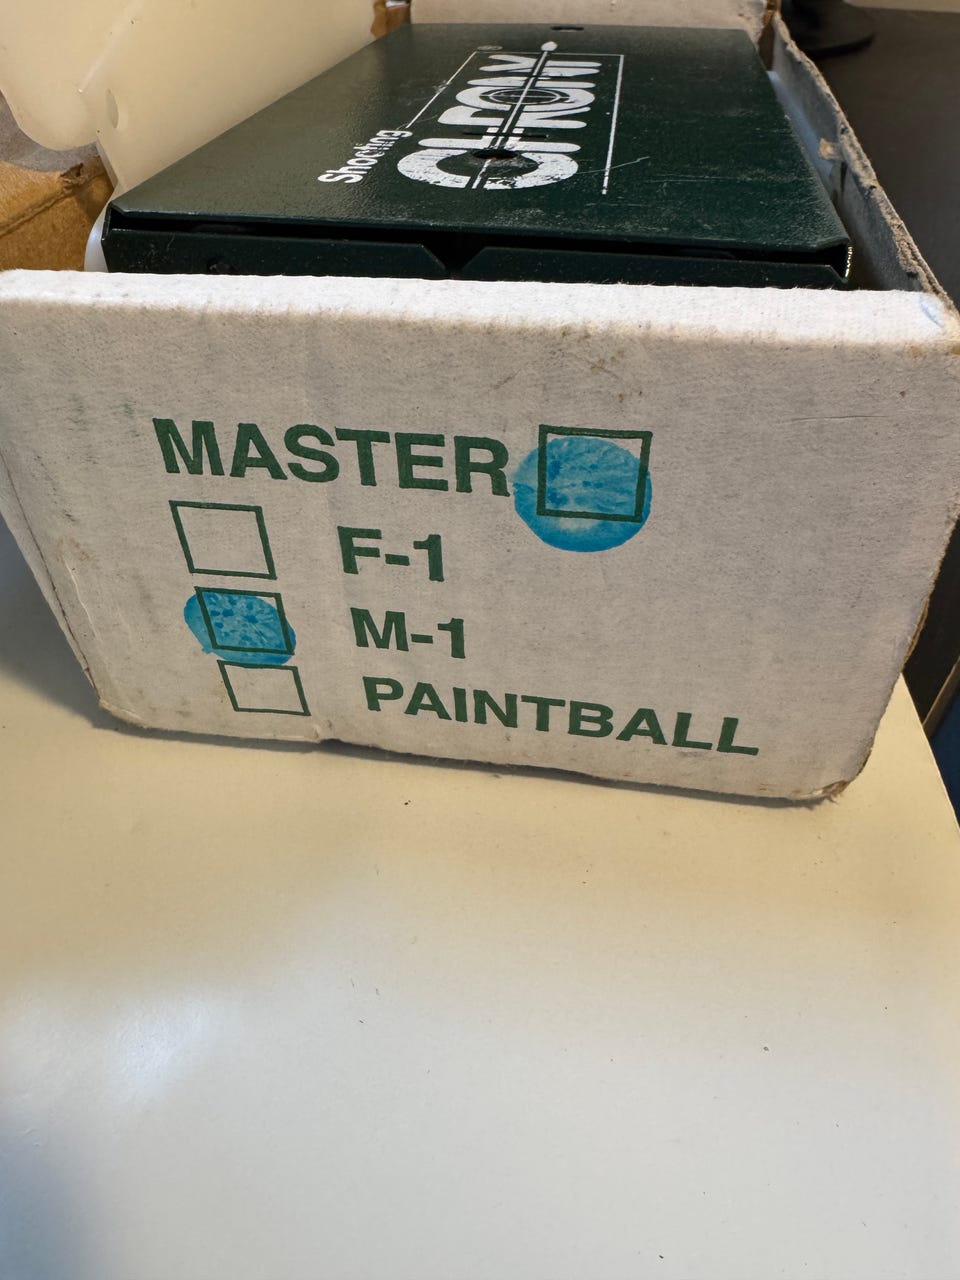 Shooting
CHRONY®
MASTER
F-1
M-1
PAINTBALL